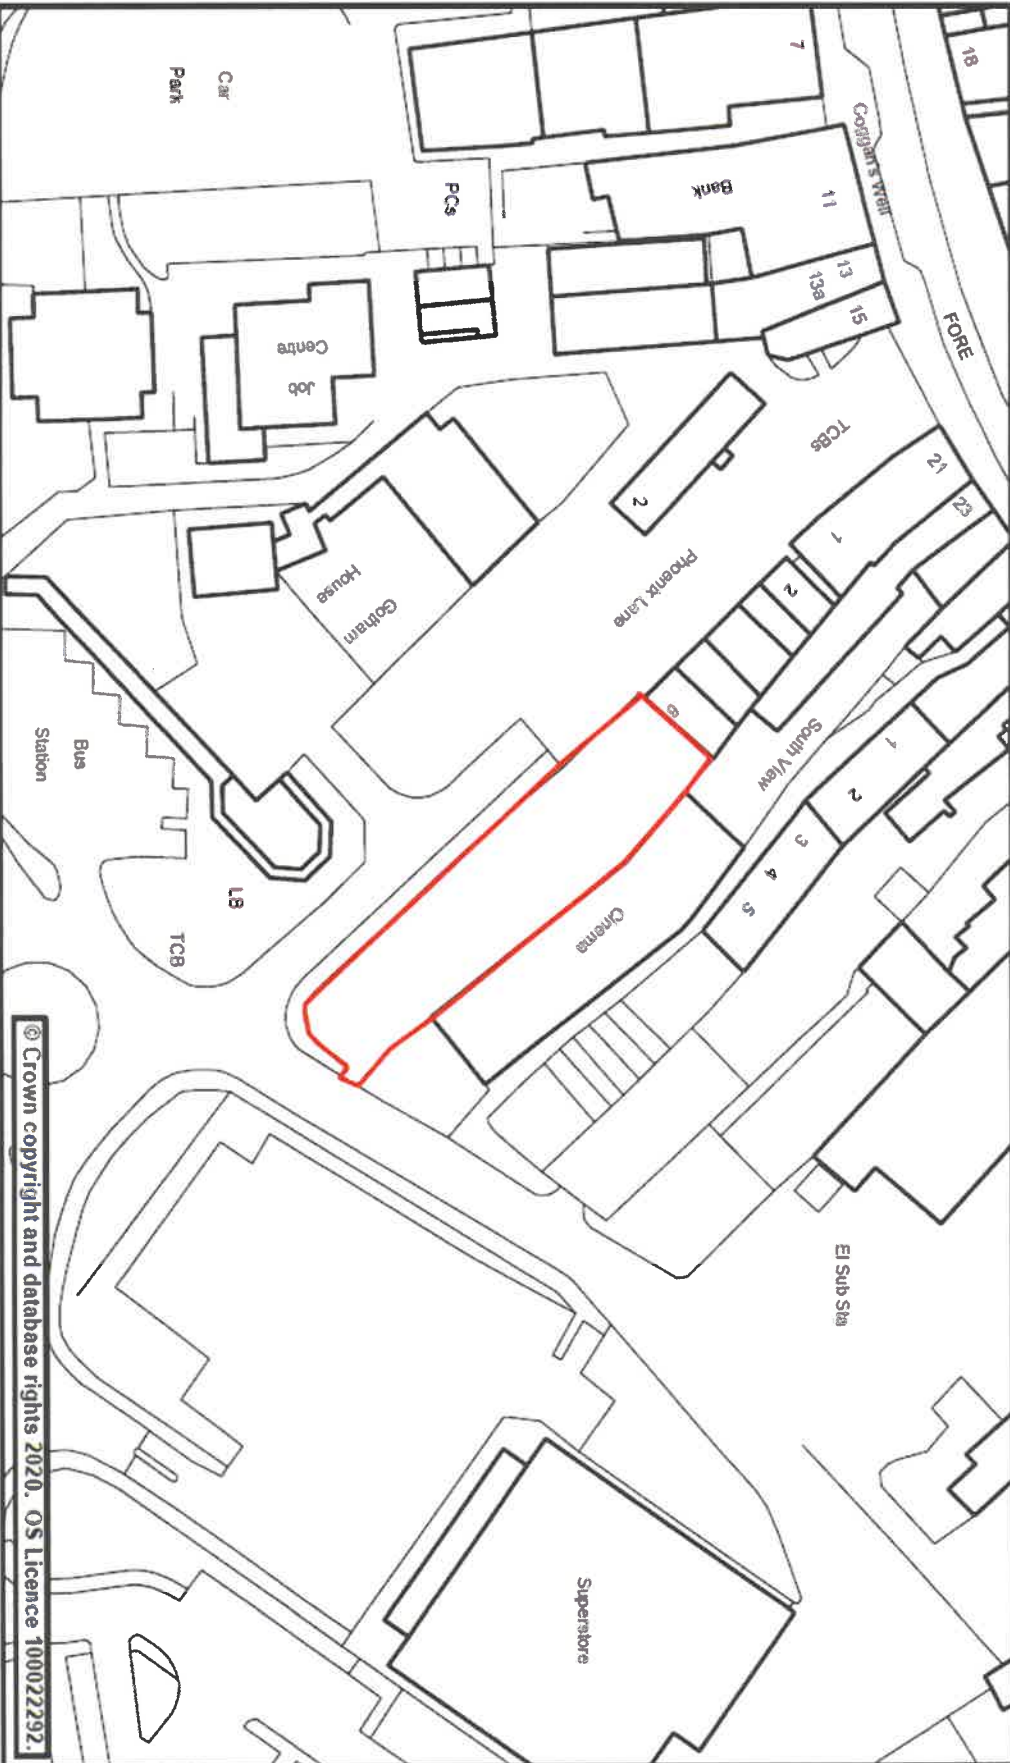 18
7
Coggan's Well
FORE
Car
Park
PCs
Bank
11
13
13a
15
Job
Centre
TCBs
21
23
1
2
2
Phoenix Lane
6
Gotham
House
South View
1
2
3
4
5
Cinema
Bus
Station
LB
TCB
El Sub Sta
Superstore
© Crown copyright and database rights 2020. OS Licence 100022292.